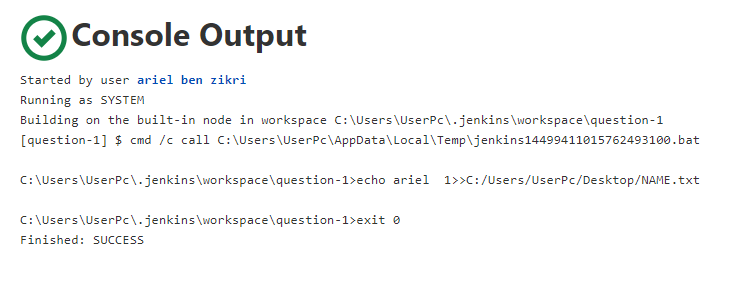 Console Output
Started by user ariel ben zikri
Running as SYSTEM
Building on the built-in node in workspace C:\Users\UserPc\.jenkins\workspace\question-1
[question-1] $ cmd /c call C:\Users\UserPc\AppData\Local\Temp\jenkins14499411015762493100.bat
C:\Users\UserPc\.jenkins\workspace\question-1>echo ariel  1>>C:/Users/UserPc/Desktop/NAME.txt
C:\Users\UserPc\.jenkins\workspace\question-1>exit 0
Finished: SUCCESS